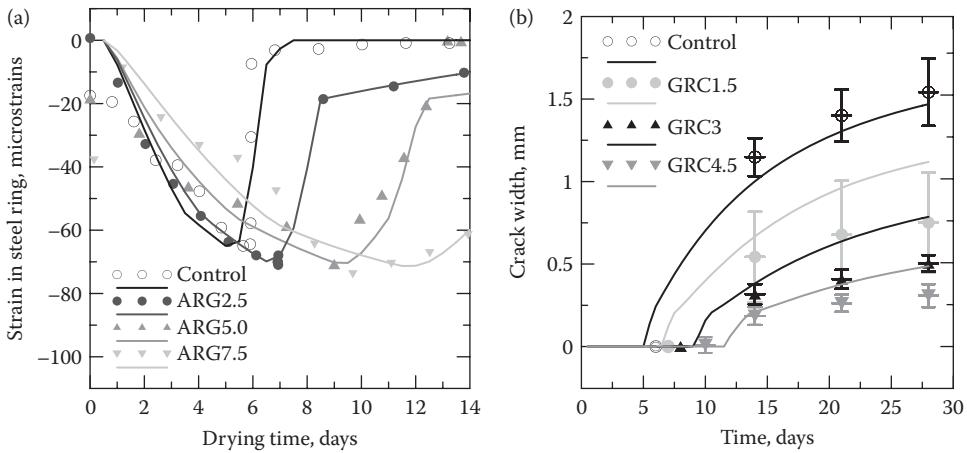 (a)
Strain in steel ring, microstrains
0
−20
−40
−60
−80
−100
Control
ARG2.5
ARG5.0
ARG7.5
0 2 4 6 8 10 12 14
Drying time, days
(b)
Crack width, mm
2
1.5
1
0.5
0
Control
GRC1.5
GRC3
GRC4.5
0 5 10 15 20 25 30
Time, days